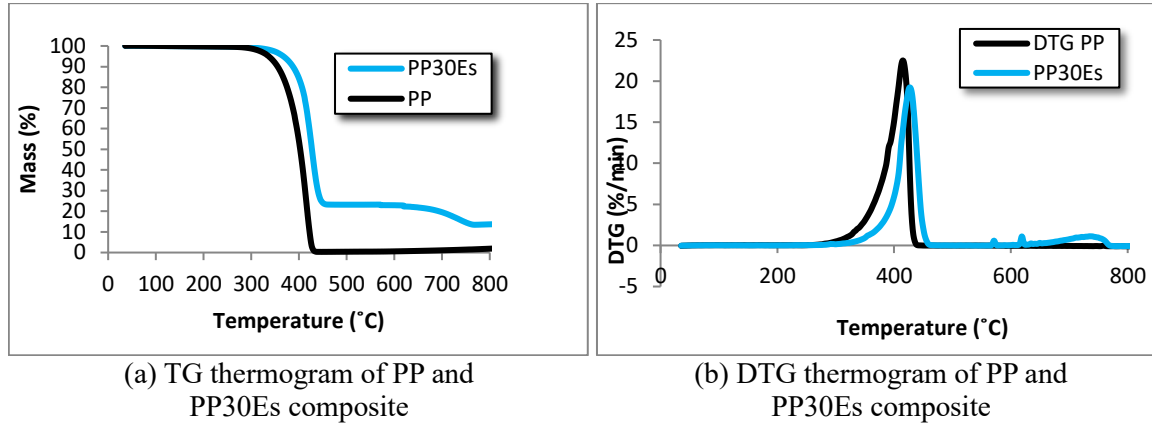 100
90
80
70
60
50
40
30
20
10
0
Mass (%)
PP30Es
PP
0 100 200 300 400 500 600 700 800
Temperature (˚C)
(a) TG thermogram of PP and
PP30Es composite
25
20
15
10
5
0
-5
DTG (%/min)
DTG PP
PP30Es
0 200 400 600 800
Temperature (˚C)
(b) DTG thermogram of PP and
PP30Es composite